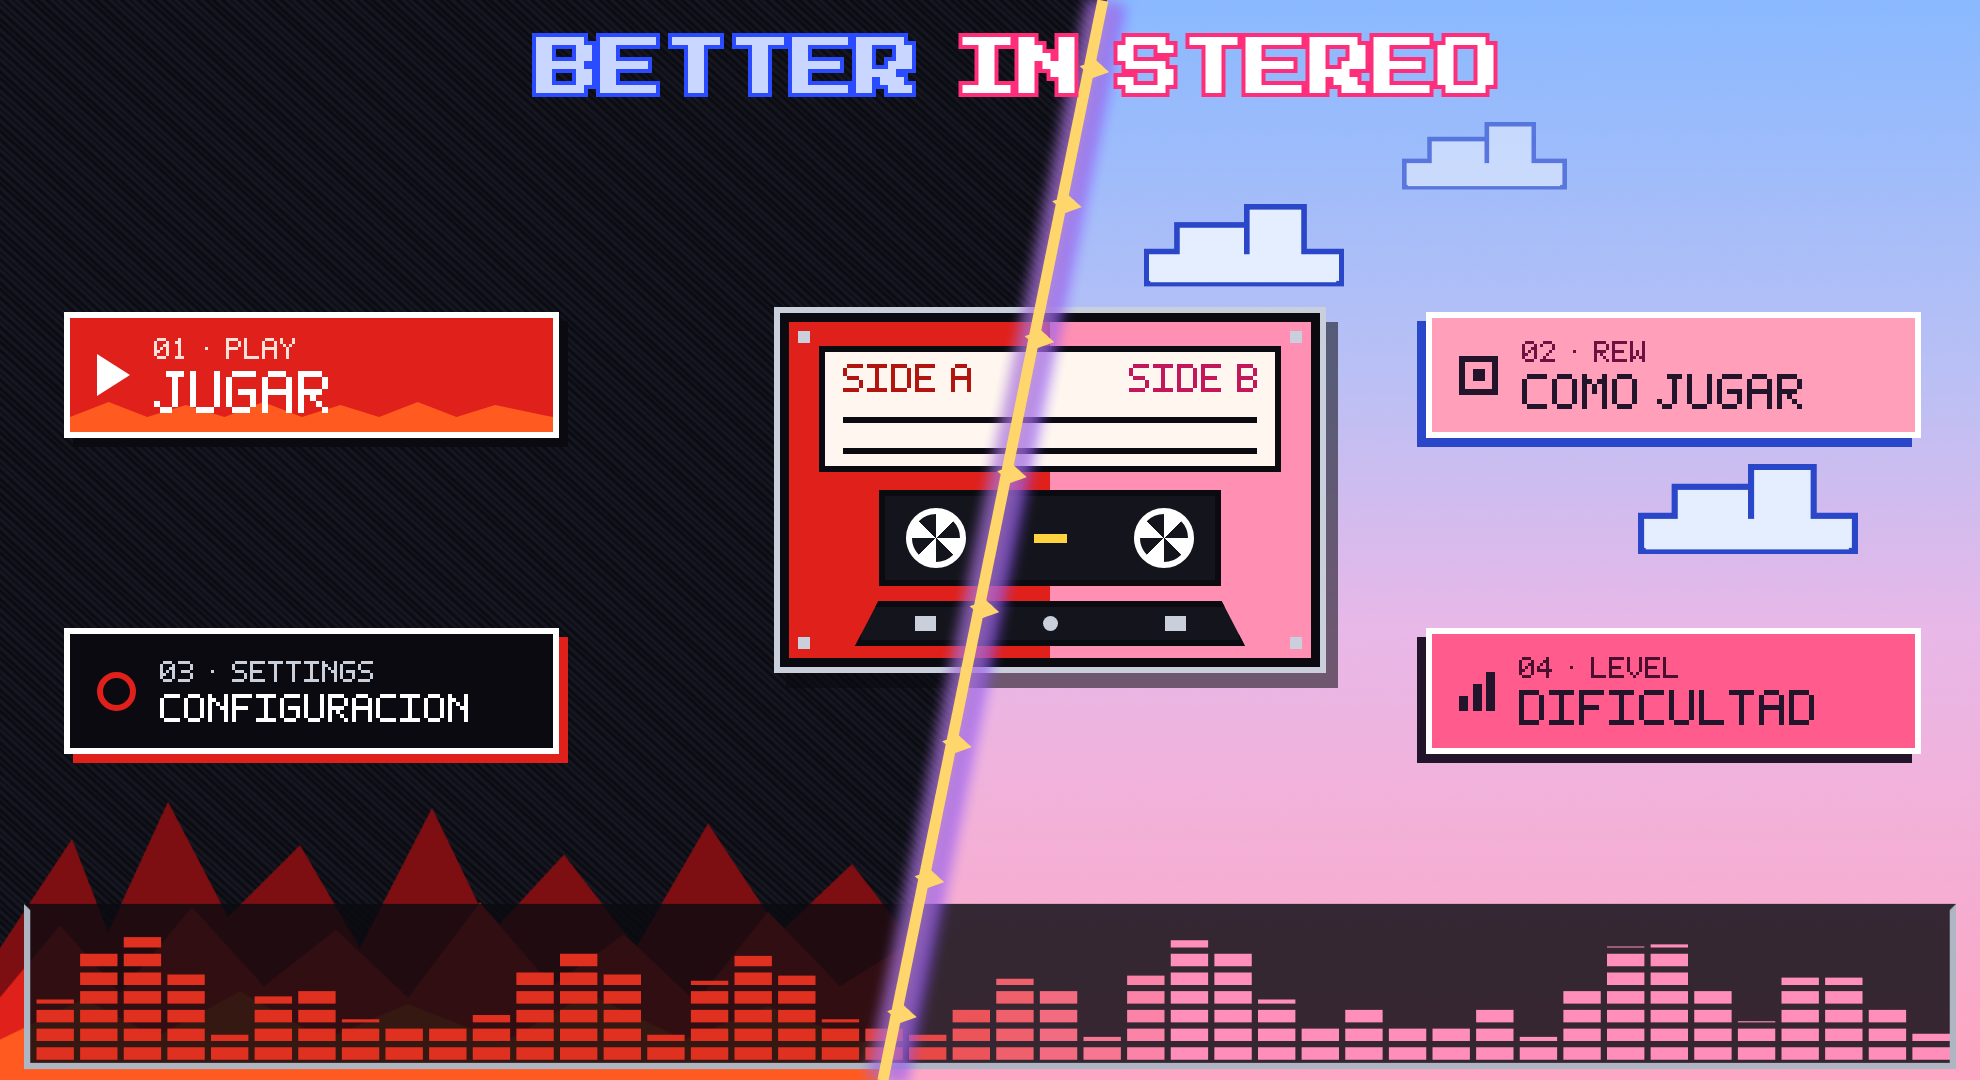 BETTER IN STEREO
01 · PLAY
JUGAR
SIDE A
SIDE B
02 · REW
COMO JUGAR
03 · SETTINGS
CONFIGURACION
04 · LEVEL
DIFICULTAD